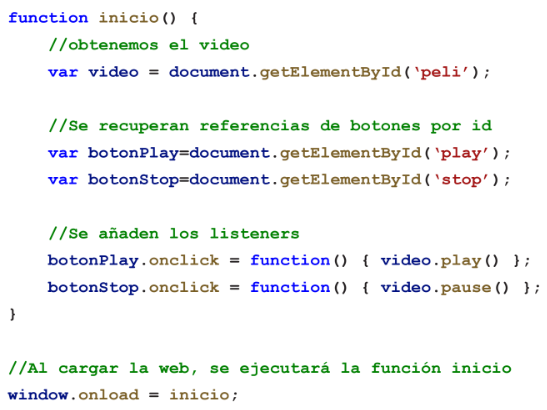 function inicio() {
    //obtenemos el video
    var video = document.getElementById(‘peli’);

    //Se recuperan referencias de botones por id
    var botonPlay=document.getElementById(‘play’);
    var botonStop=document.getElementById(‘stop’);

    //Se añaden los listeners
    botonPlay.onclick = function() { video.play() };
    botonStop.onclick = function() { video.pause() };
}

//Al cargar la web, se ejecutará la función inicio
window.onload = inicio;